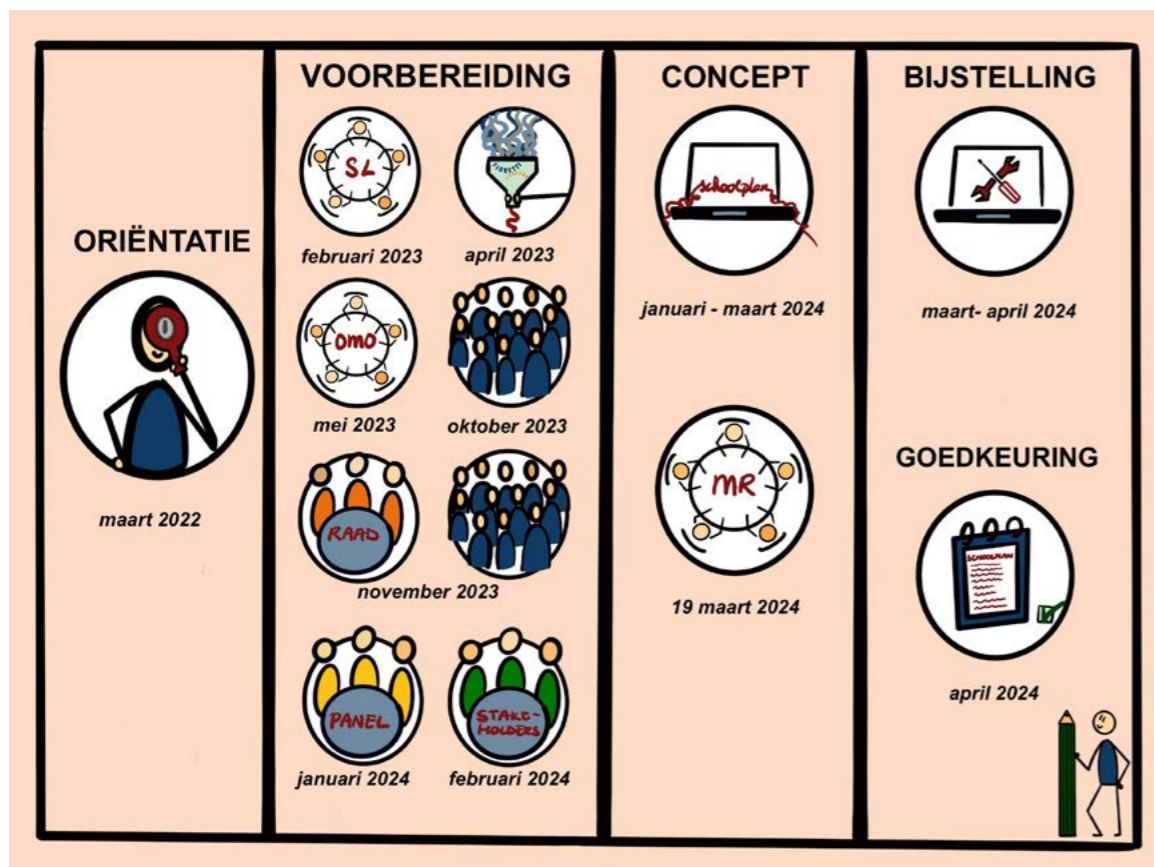 ORIËNTATIE
maart 2022
VOORBEREIDING
SL
februari 2023
FIORETTI
april 2023
OMO
mei 2023
oktober 2023
RAAD
november 2023
PANEL
januari 2024
STAKE-
HOLDERS
februari 2024
CONCEPT
schoolplan
januari - maart 2024
MR
19 maart 2024
BIJSTELLING
maart- april 2024
GOEDKEURING
SCHOOLPLAN
april 2024